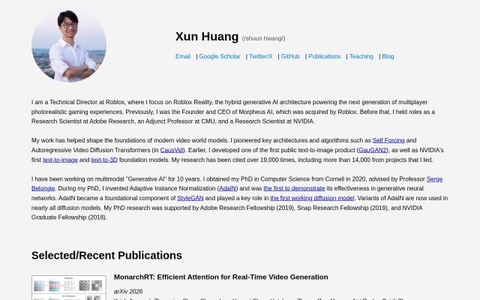 Xun Huang (/shuun hwang/)
Email | Google Scholar | Twitter/X | GitHub | Publications | Teaching | Blog
I am a Technical Director at Roblox, where I focus on Roblox Reality, the hybrid generative AI architecture powering the next generation of multiplayer
photorealistic gaming experiences. Previously, I was the Founder and CEO of Morpheus AI, which was acquired by Roblox. Before that, I held roles as a
Research Scientist at Adobe Research, an Adjunct Professor at CMU, and a Research Scientist at NVIDIA.
My work has helped shape the foundations of modern video world models. I pioneered key architectures and algorithms such as Self Forcing and
Autoregressive Video Diffusion Transformers (in CausVid). Earlier, I developed one of the first public text-to-image product (GauGAN2), as well as NVIDIA's
first text-to-image and text-to-3D foundation models. My research has been cited over 19,000 times, including more than 14,000 from projects that I led.
I have been working on multimodal "Generative AI" for 10 years. I obtained my PhD in Computer Science from Cornell in 2020, advised by Professor Serge
Belongie. During my PhD, I invented Adaptive Instance Normalization (AdaIN) and was the first to demonstrate its effectiveness in generative neural
networks. AdaIN became a foundational component of StyleGAN and played a key role in the first working diffusion model. Variants of AdaIN are now used in
nearly all diffusion models. My PhD research was supported by Adobe Research Fellowship (2019), Snap Research Fellowship (2019), and NVIDIA
Graduate Fellowship (2018).
Selected/Recent Publications
MonarchRT: Efficient Attention for Real-Time Video Generation
arXiv 2026